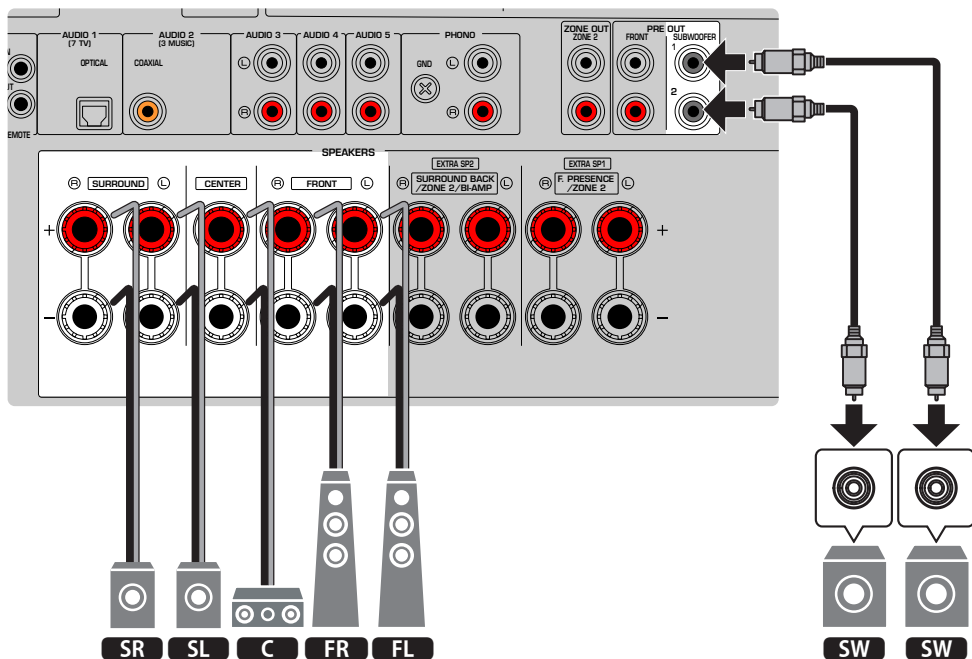 AUDIO 1
(7 TV)
OPTICAL
AUDIO 2
(3 MUSIC)
COAXIAL
AUDIO 3
L
R
AUDIO 4
AUDIO 5
PHONO
GND
L
R
ZONE OUT
ZONE 2
PRE OUT
FRONT
SUBWOOFER
1
2
EMOTE
SPEAKERS
R SURROUND L
CENTER
R FRONT L
EXTRA SP2
R SURROUND BACK L
/ZONE 2/BI-AMP
EXTRA SP1
R F. PRESENCE L
/ZONE 2
+
+
−
−
SR
SL
C
FR
FL
SW
SW